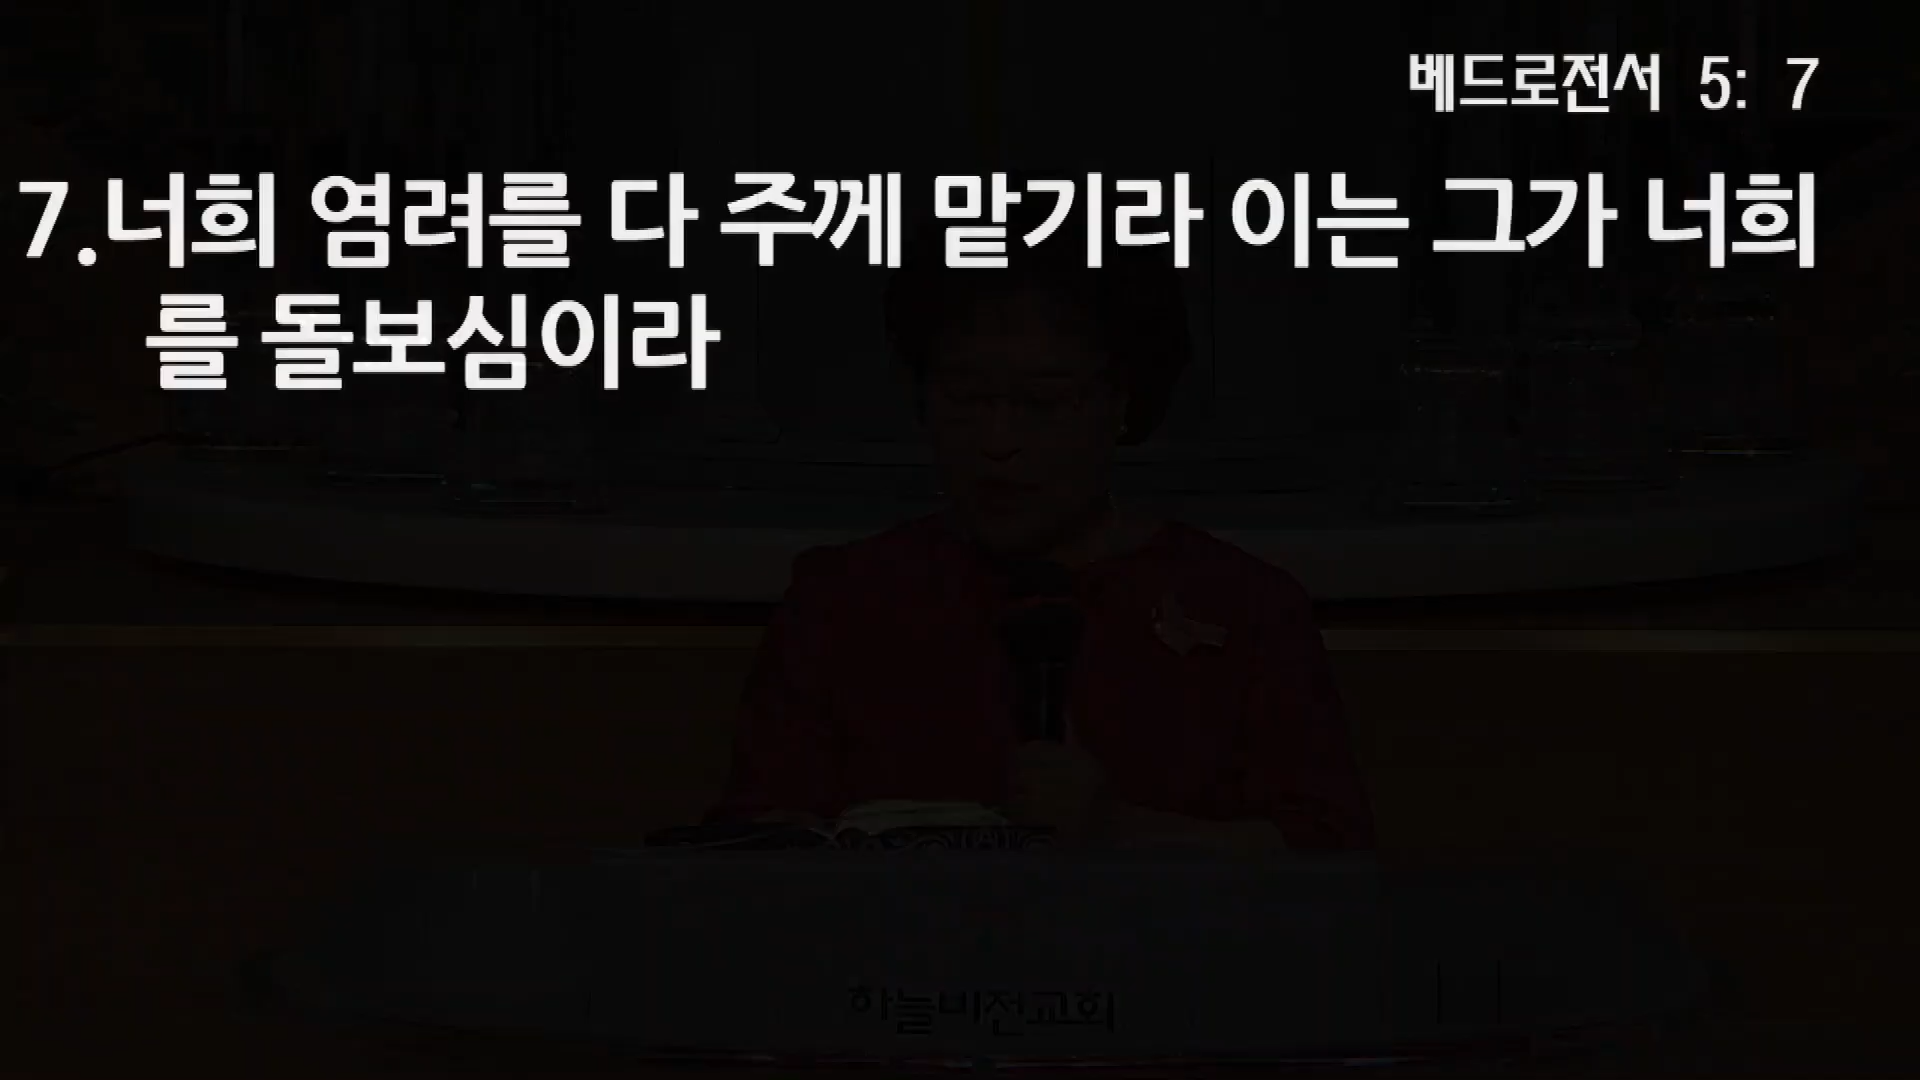 베드로전서 5: 7
7.너희 염려를 다 주께 맡기라 이는 그가 너희
를 돌보심이라
하늘비전교회